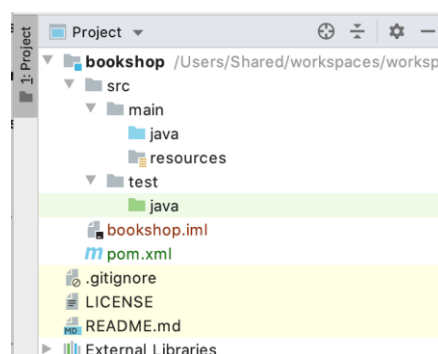 1: Project
Project
bookshop /Users/Shared/workspaces/worksp
src
main
java
resources
test
java
bookshop.iml
m pom.xml
.gitignore
LICENSE
MD README.md
External Libraries